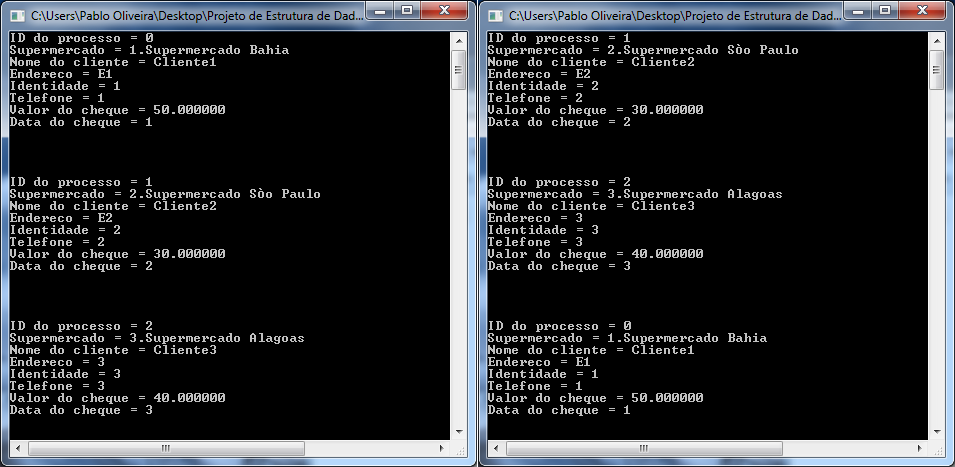 C:\Users\Pablo Oliveira\Desktop\Projeto de Estrutura de Dad...
ID do processo = 0
Supermercado = 1.Supermercado Bahia
Nome do cliente = Cliente1
Endereco = E1
Identidade = 1
Telefone = 1
Valor do cheque = 50.000000
Data do cheque = 1
ID do processo = 1
Supermercado = 2.Supermercado Sòo Paulo
Nome do cliente = Cliente2
Endereco = E2
Identidade = 2
Telefone = 2
Valor do cheque = 30.000000
Data do cheque = 2
ID do processo = 2
Supermercado = 3.Supermercado Alagoas
Nome do cliente = Cliente3
Endereco = 3
Identidade = 3
Telefone = 3
Valor do cheque = 40.000000
Data do cheque = 3
C:\Users\Pablo Oliveira\Desktop\Projeto de Estrutura de Dad...
ID do processo = 1
Supermercado = 2.Supermercado Sòo Paulo
Nome do cliente = Cliente2
Endereco = E2
Identidade = 2
Telefone = 2
Valor do cheque = 30.000000
Data do cheque = 2
ID do processo = 2
Supermercado = 3.Supermercado Alagoas
Nome do cliente = Cliente3
Endereco = 3
Identidade = 3
Telefone = 3
Valor do cheque = 40.000000
Data do cheque = 3
ID do processo = 0
Supermercado = 1.Supermercado Bahia
Nome do cliente = Cliente1
Endereco = E1
Identidade = 1
Telefone = 1
Valor do cheque = 50.000000
Data do cheque = 1